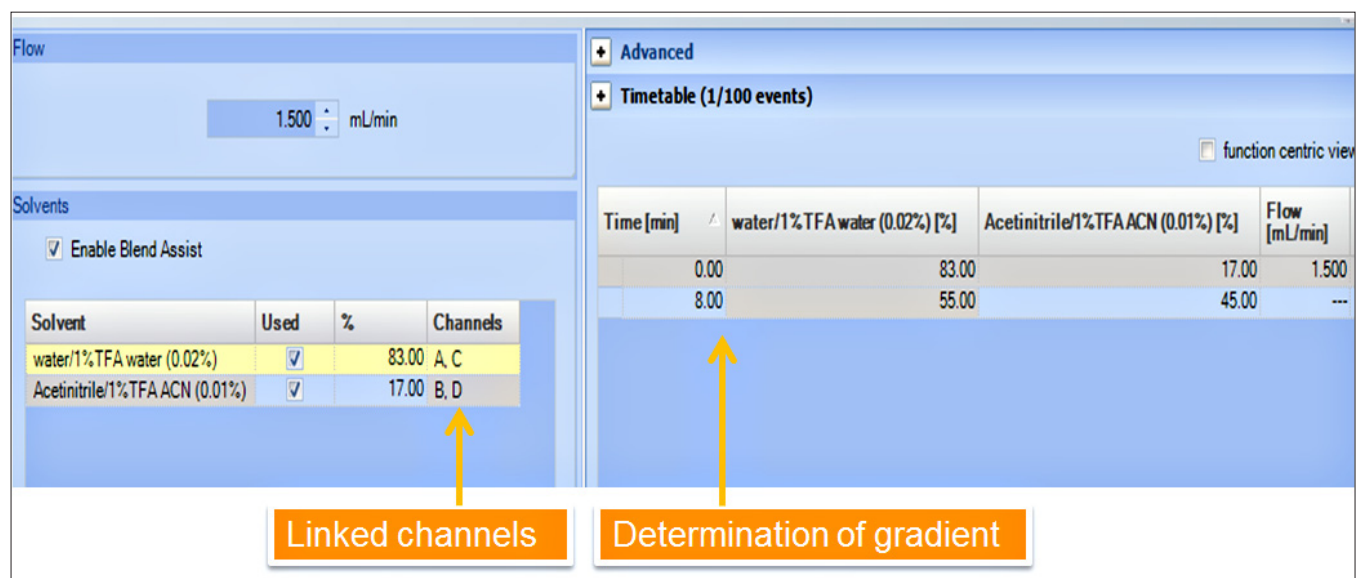 Flow
1.500 mL/min
Solvents
Enable Blend Assist
Solvent Used % Channels
water/1%TFA water (0.02%) 83.00 A, C
Acetinitrile/1%TFA ACN (0.01%) 17.00 B, D
Linked channels
Advanced
Timetable (1/100 events)
function centric view
Time [min] water/1%TFA water (0.02%) [%] Acetinitrile/1%TFA ACN (0.01%) [%] Flow
[mL/min]
0.00 83.00 17.00 1.500
8.00 55.00 45.00 ---
Determination of gradient